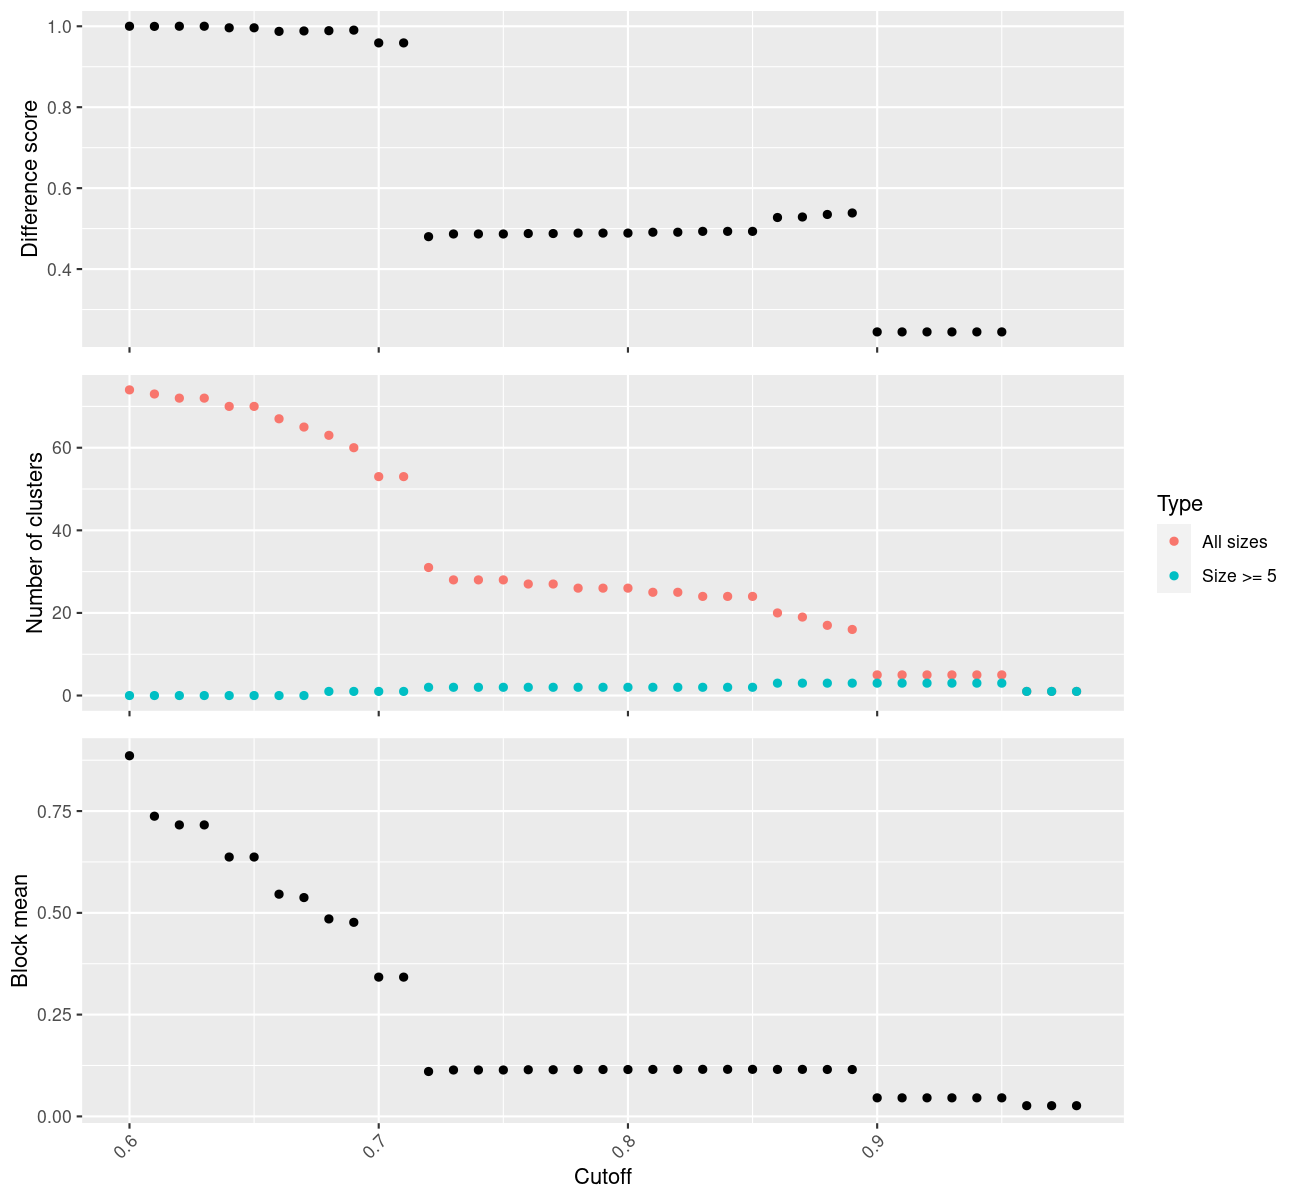 Difference score
1.0
0.8
0.6
0.4
Number of clusters
60
40
20
0
Type
All sizes
Size >= 5
Block mean
0.75
0.50
0.25
0.00
0.6 0.7 0.8 0.9
Cutoff